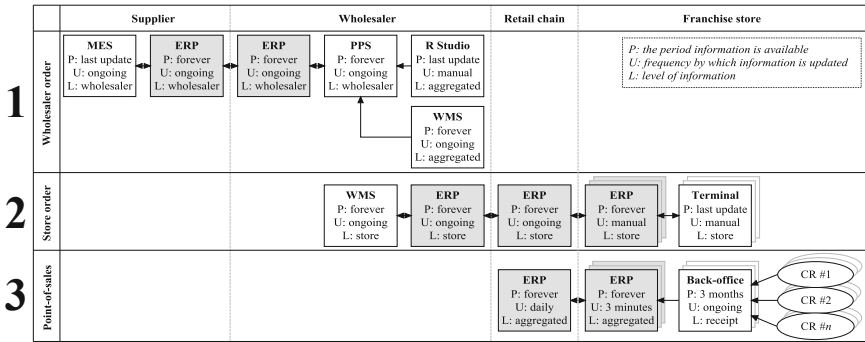 Supplier
Wholesaler
Retail chain
Franchise store
1
Wholesaler order
MES
P: last update
U: ongoing
L: wholesaler
ERP
P: forever
U: ongoing
L: wholesaler
ERP
P: forever
U: ongoing
L: wholesaler
PPS
P: forever
U: ongoing
L: wholesaler
R Studio
P: last update
U: manual
L: aggregated
WMS
P: forever
U: ongoing
L: aggregated
P: the period information is available
U: frequency by which information is updated
L: level of information
2
Store order
WMS
P: forever
U: ongoing
L: store
ERP
P: forever
U: ongoing
L: store
ERP
P: forever
U: ongoing
L: store
ERP
P: forever
U: manual
L: store
Terminal
P: last update
U: manual
L: store
3
Point-of-sales
ERP
P: forever
U: daily
L: aggregated
ERP
P: forever
U: 3 minutes
L: aggregated
Back-office
P: 3 months
U: ongoing
L: receipt
CR #1
CR #2
CR #n